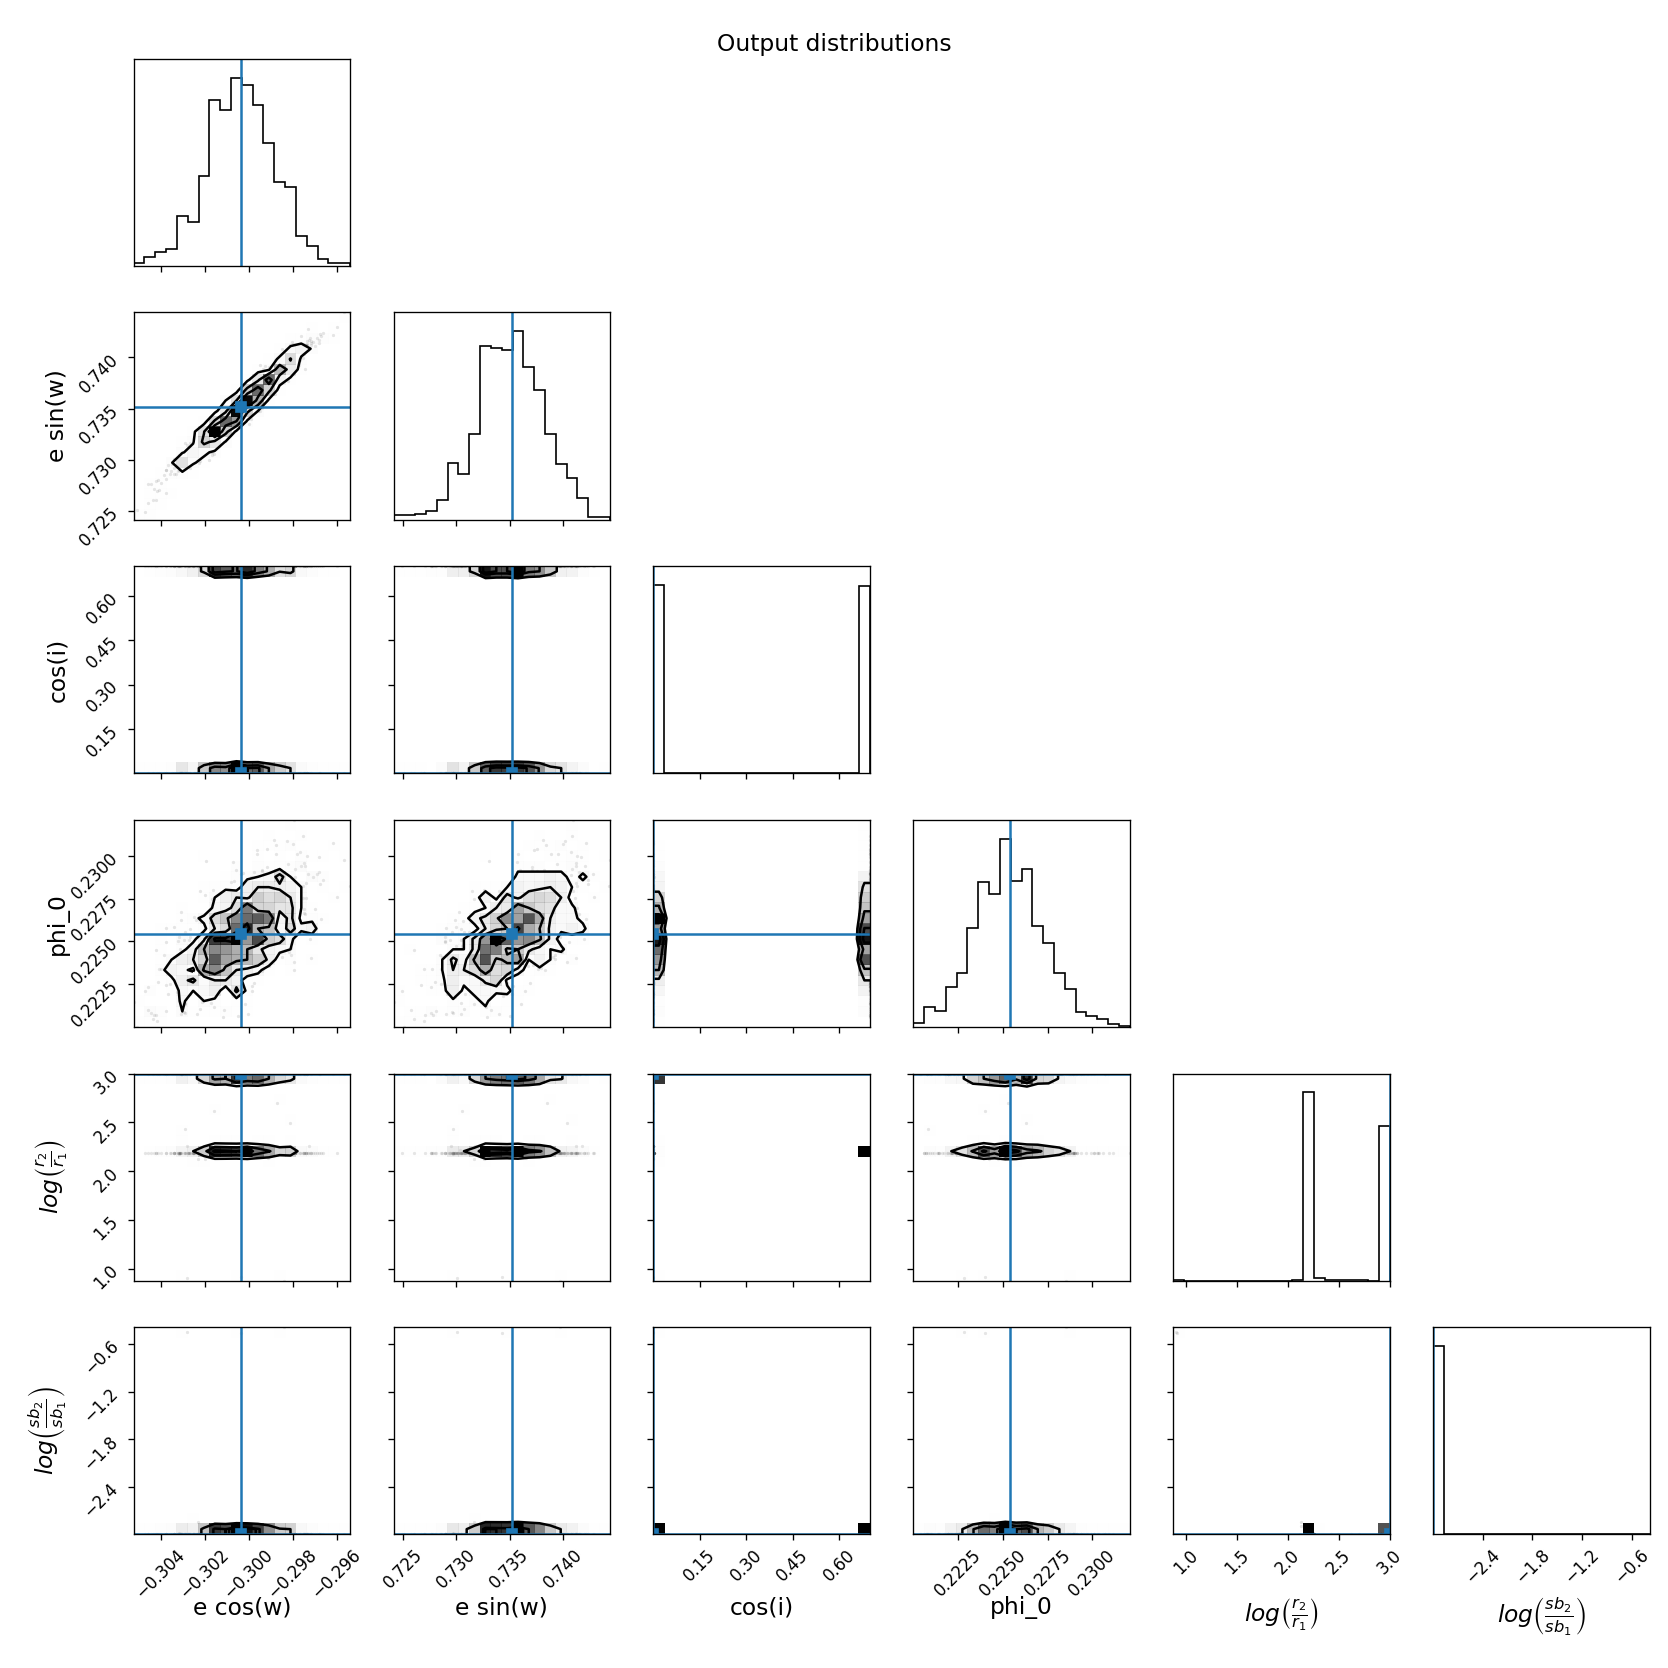 Output distributions
e sin(w)
0.740
0.735
0.730
0.725
cos(i)
0.60
0.45
0.30
0.15
phi_0
0.2300
0.2275
0.2250
0.2225
log(r₂/r₁)
3.0
2.5
2.0
1.5
1.0
log(sb₂/sb₁)
−0.6
−1.2
−1.8
−2.4
−0.304 −0.302 −0.300 −0.298 −0.296
0.725 0.730 0.735 0.740
0.15 0.30 0.45 0.60
0.2225 0.2250 0.2275 0.2300
1.0 1.5 2.0 2.5 3.0
−2.4 −1.8 −1.2 −0.6
e cos(w) e sin(w) cos(i) phi_0 log(r₂/r₁) log(sb₂/sb₁)